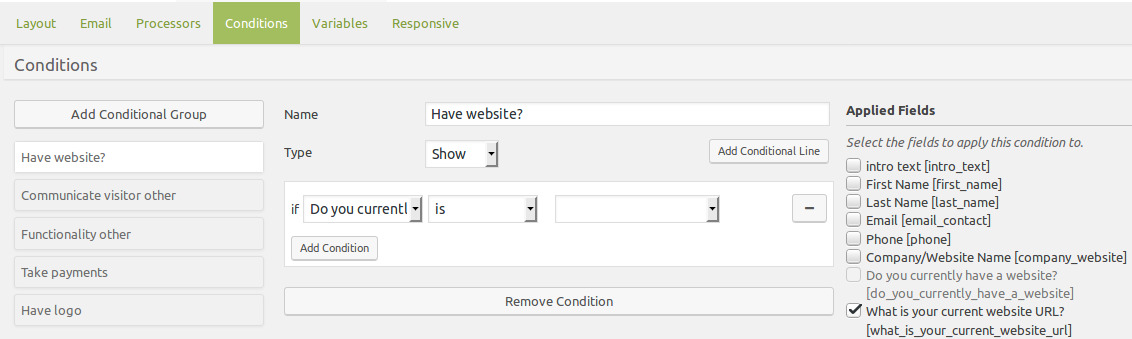 Layout Email Processors Conditions Variables Responsive
Conditions
Add Conditional Group
Have website?
Communicate visitor other
Functionality other
Take payments
Have logo
Name Have website?
Type Show Add Conditional Line
if Do you currentl is −
Add Condition
Remove Condition
Applied Fields
Select the fields to apply this condition to.
intro text [intro_text]
First Name [first_name]
Last Name [last_name]
Email [email_contact]
Phone [phone]
Company/Website Name [company_website]
Do you currently have a website?
[do_you_currently_have_a_website]
What is your current website URL?
[what_is_your_current_website_url]